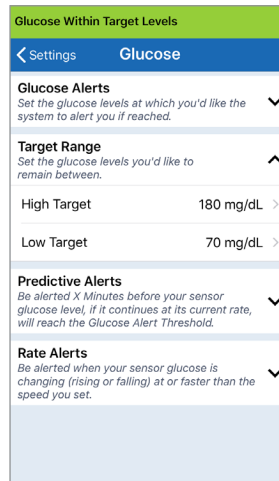 Glucose Within Target Levels
Settings Glucose
Glucose Alerts
Set the glucose levels at which you'd like the
system to alert you if reached.
Target Range
Set the glucose levels you'd like to
remain between.
High Target 180 mg/dL
Low Target 70 mg/dL
Predictive Alerts
Be alerted X Minutes before your sensor
glucose level, if it continues at its current rate,
will reach the Glucose Alert Threshold.
Rate Alerts
Be alerted when your sensor glucose is
changing (rising or falling) at or faster than the
speed you set.